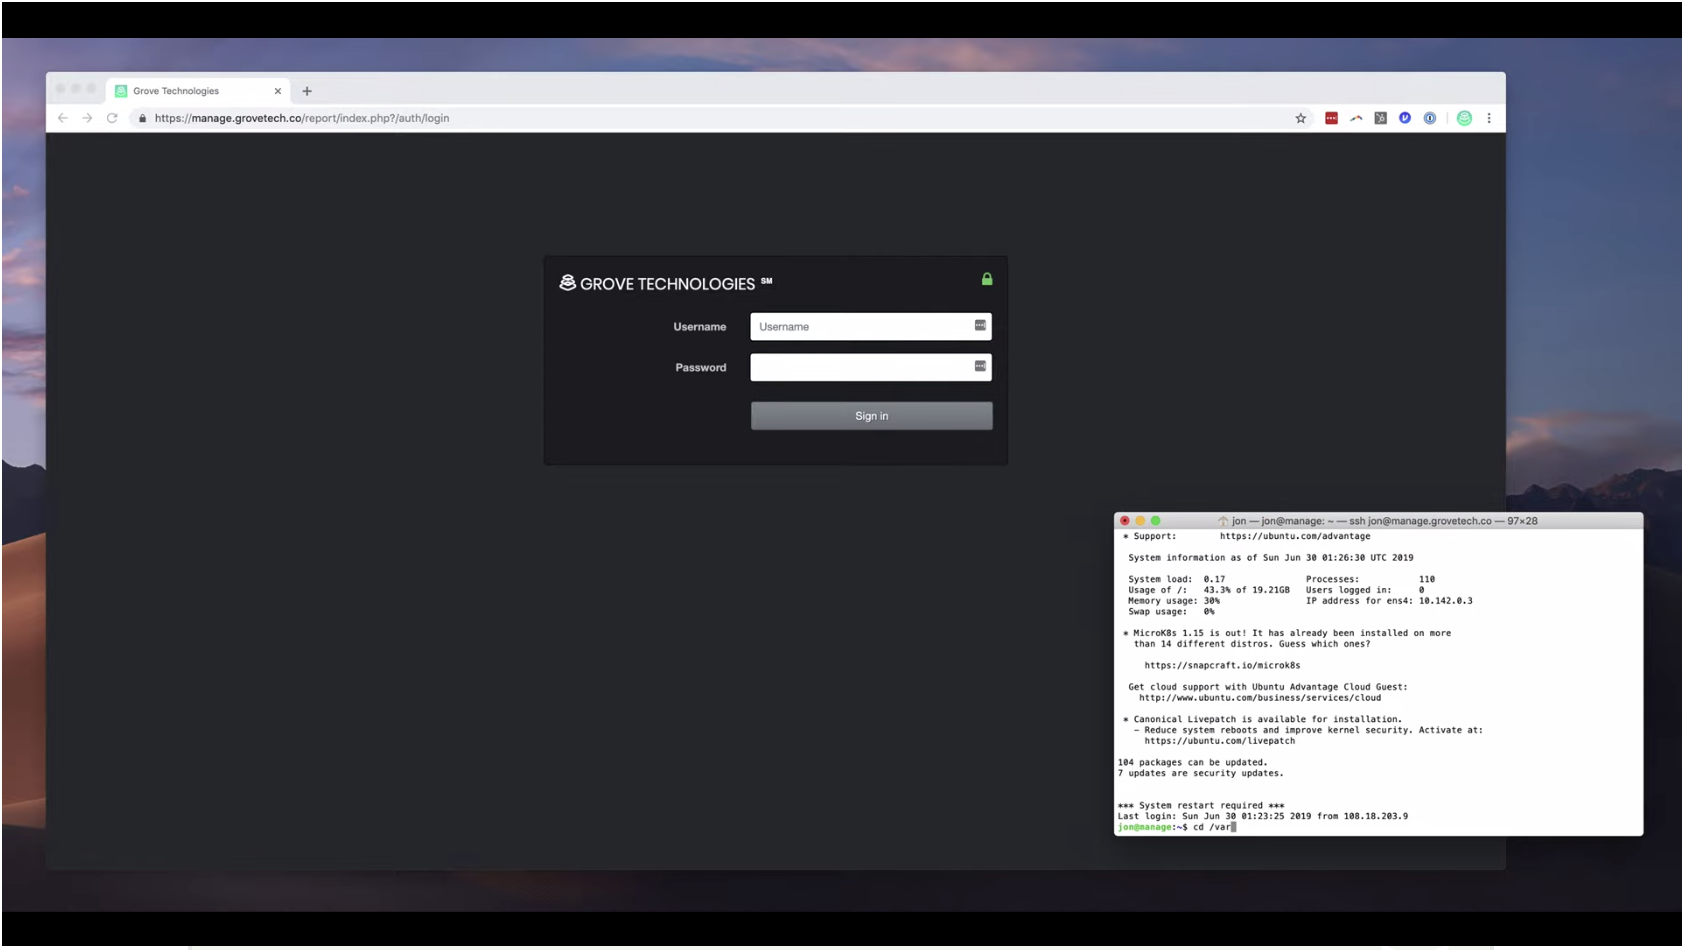 Grove Technologies
https://manage.grovetech.co/report/index.php?/auth/login
GROVE TECHNOLOGIES SM
Username
Username
Password
Sign in
jon — jon@manage: ~ — ssh jon@manage.grovetech.co — 97×28
* Support: https://ubuntu.com/advantage
System information as of Sun Jun 30 01:26:30 UTC 2019
System load: 0.17 Processes: 110
Usage of /: 43.3% of 19.21GB Users logged in: 0
Memory usage: 30% IP address for ens4: 10.142.0.3
Swap usage: 0%
* MicroK8s 1.15 is out! It has already been installed on more
than 14 different distros. Guess which ones?
https://snapcraft.io/microk8s
Get cloud support with Ubuntu Advantage Cloud Guest:
http://www.ubuntu.com/business/services/cloud
* Canonical Livepatch is available for installation.
- Reduce system reboots and improve kernel security. Activate at:
https://ubuntu.com/livepatch
104 packages can be updated.
7 updates are security updates.
*** System restart required ***
Last login: Sun Jun 30 01:23:25 2019 from 108.18.203.9
jon@manage:~$ cd /var